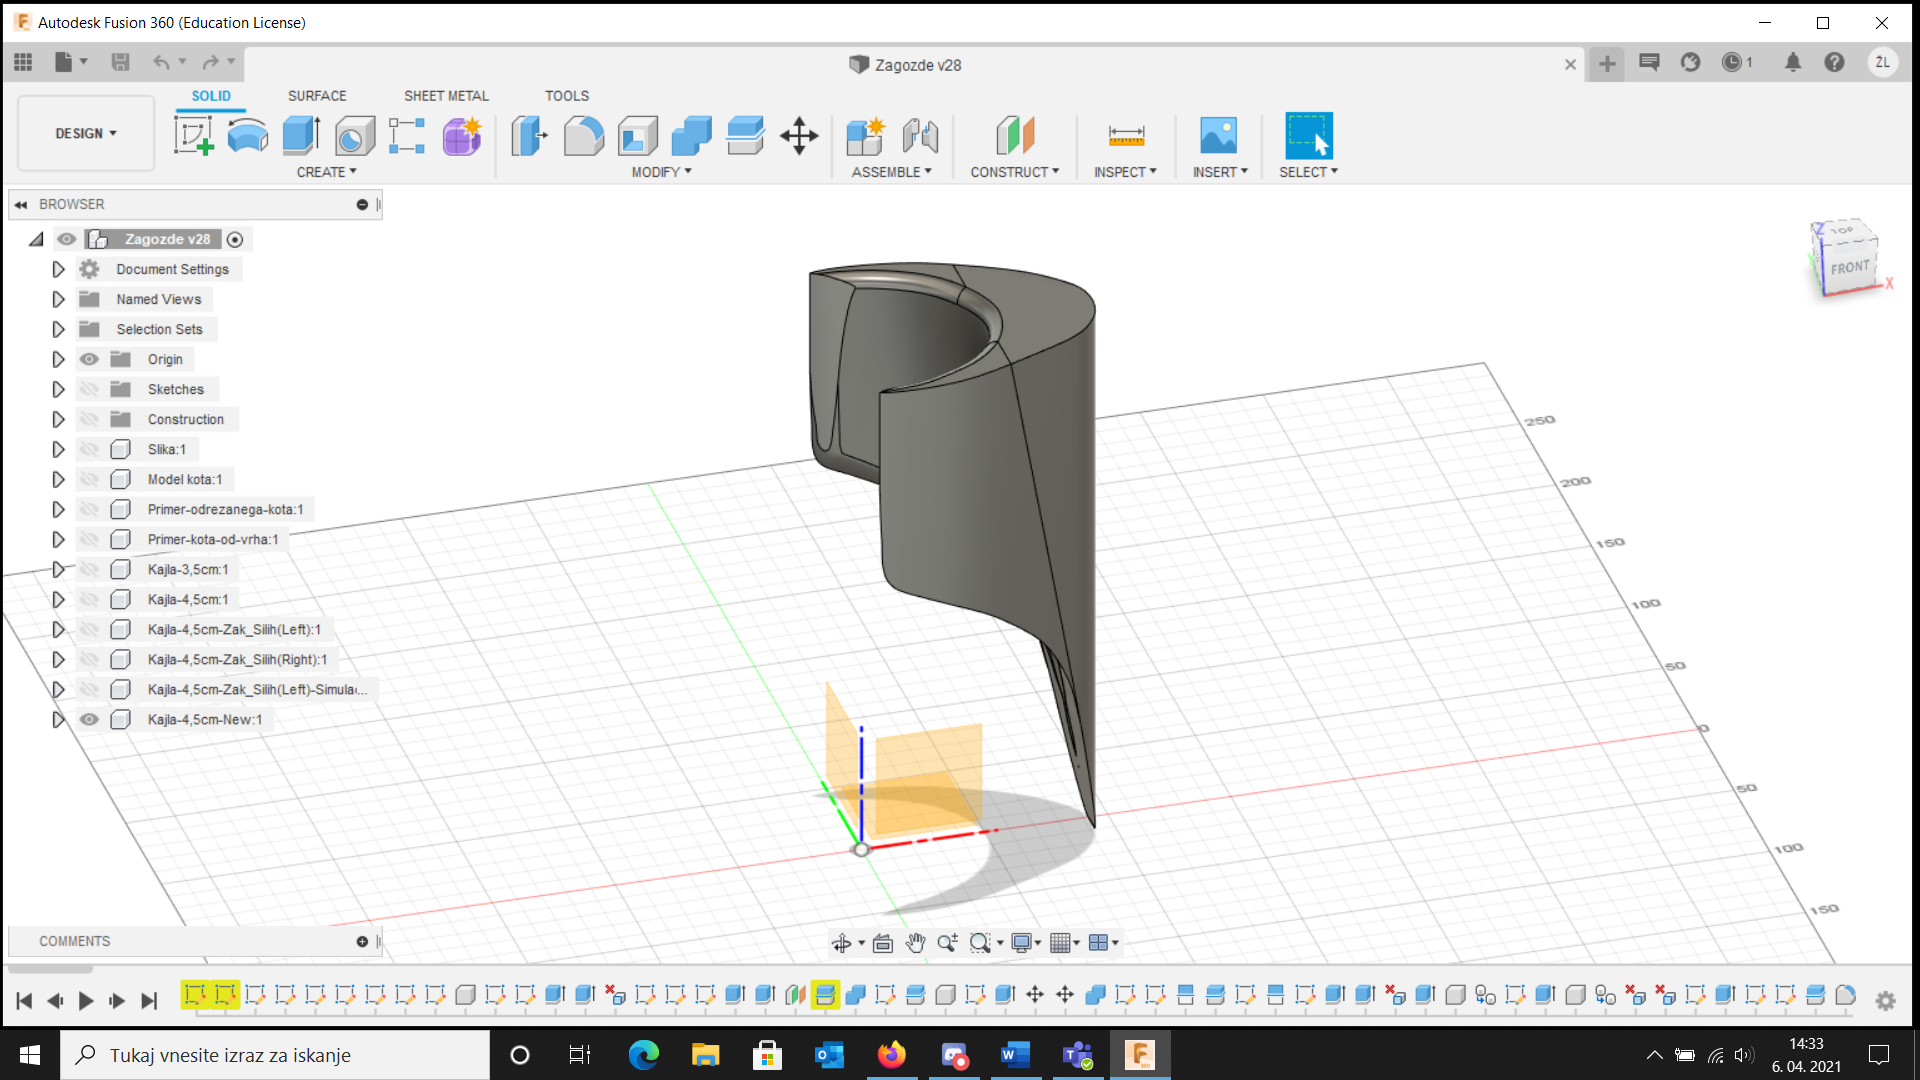 Autodesk Fusion 360 (Education License)
Zagozde v28
1
ŽL
DESIGN
SOLID
SURFACE
SHEET METAL
TOOLS
CREATE
MODIFY
ASSEMBLE
CONSTRUCT
INSPECT
INSERT
SELECT
BROWSER
Zagozde v28
Document Settings
Named Views
Selection Sets
Origin
Sketches
Construction
Slika:1
Model kota:1
Primer-odrezanega-kota:1
Primer-kota-od-vrha:1
Kajla-3,5cm:1
Kajla-4,5cm:1
Kajla-4,5cm-Zak_Silih(Left):1
Kajla-4,5cm-Zak_Silih(Right):1
Kajla-4,5cm-Zak_Silih(Left)-Simula...
Kajla-4,5cm-New:1
Z
TOP
FRONT
Y
X
250
200
150
100
50
0
50
100
150
COMMENTS
Tukaj vnesite izraz za iskanje
14:33
6. 04. 2021